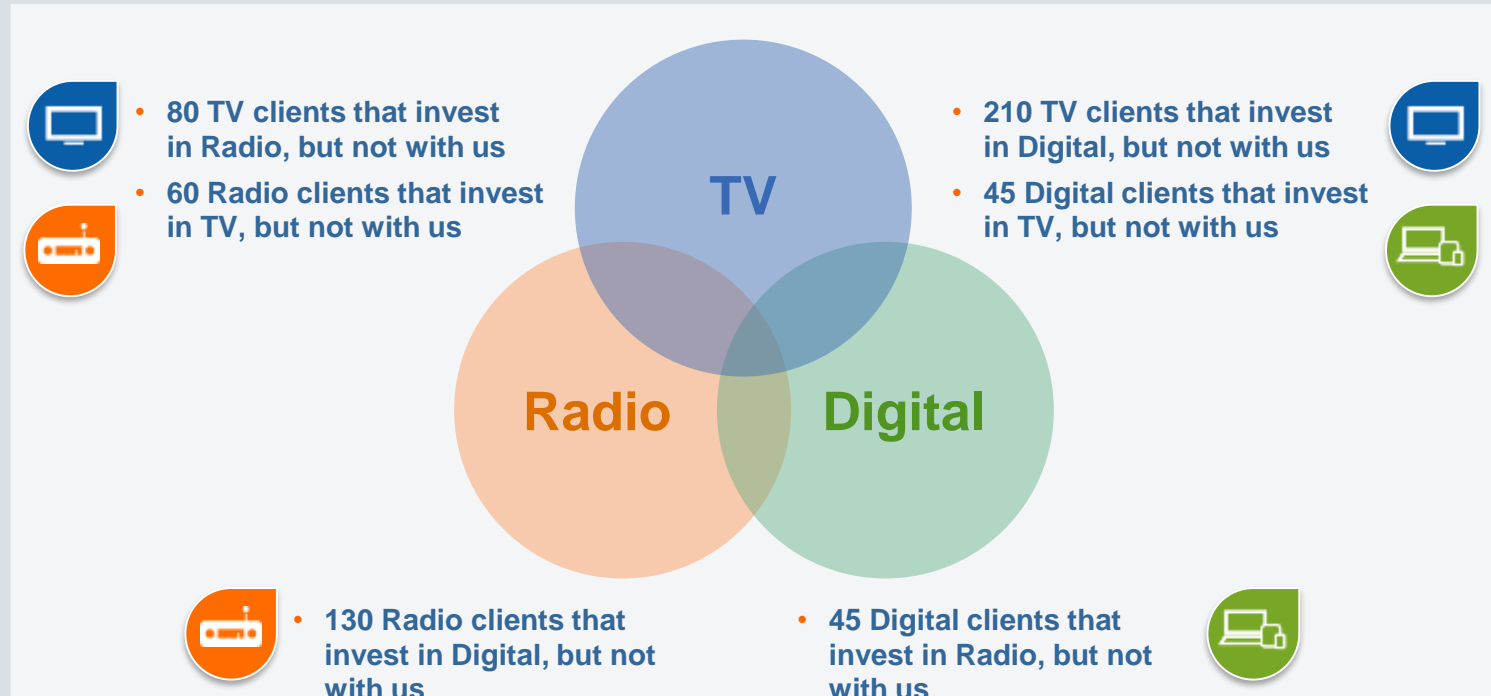 • 80 TV clients that invest
in Radio, but not with us
• 60 Radio clients that invest
in TV, but not with us
TV
• 210 TV clients that invest
in Digital, but not with us
• 45 Digital clients that invest
in TV, but not with us
Radio
Digital
• 130 Radio clients that
invest in Digital, but not
with us
• 45 Digital clients that
invest in Radio, but not
with us